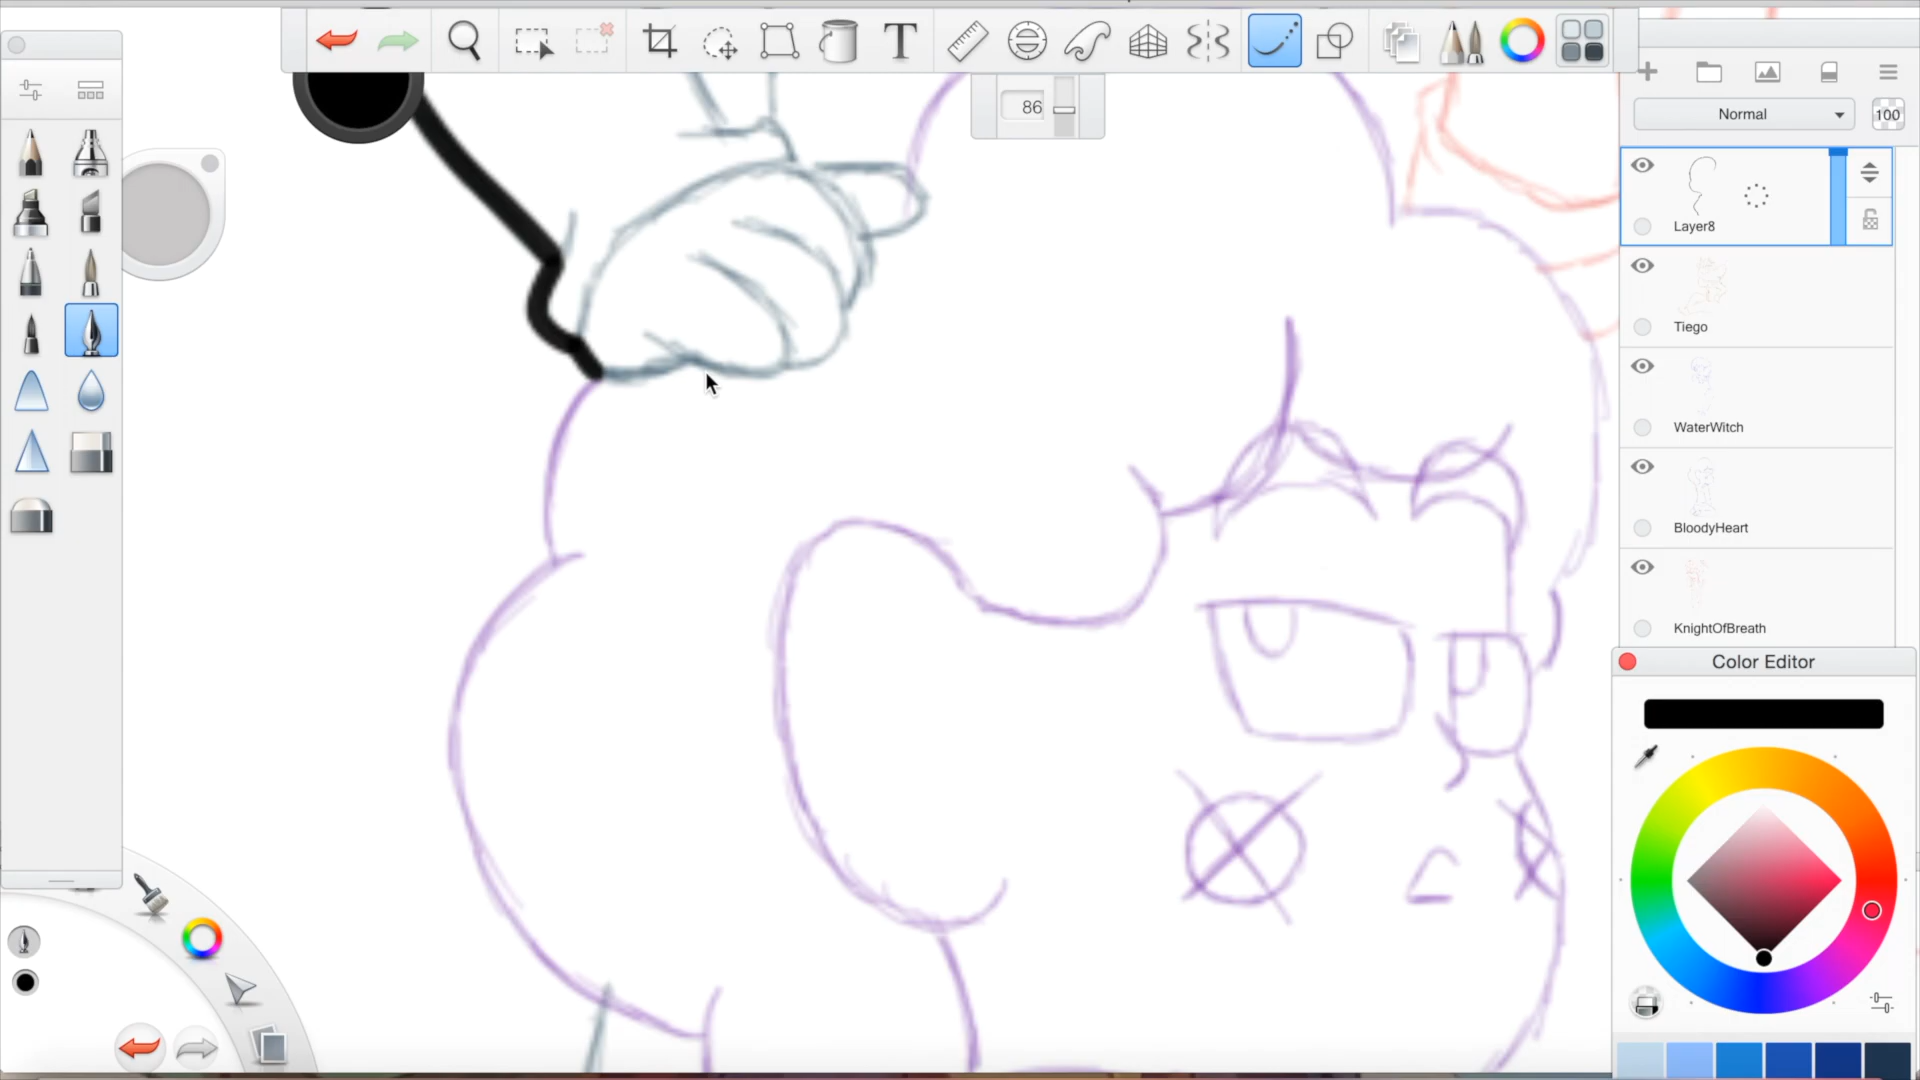 T
86
Normal
100
Layer8
Tiego
WaterWitch
BloodyHeart
KnightOfBreath
Color Editor